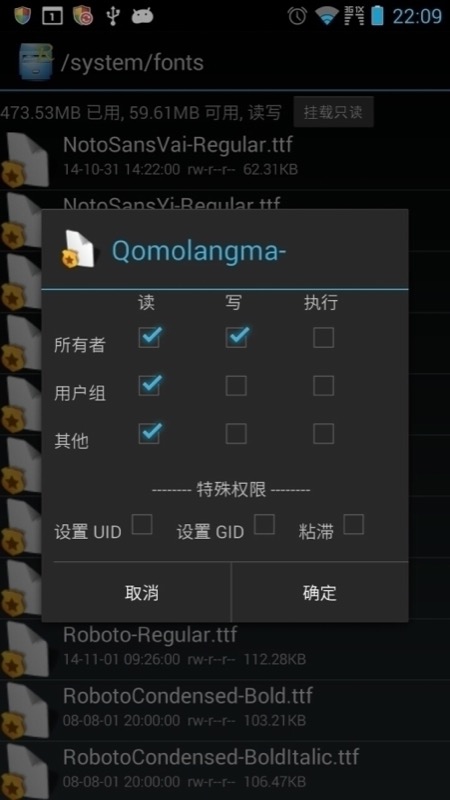 22:09
/system/fonts
473.53MB 已用, 59.61MB 可用, 读写 挂载只读
NotoSansVai-Regular.ttf
14-10-31 14:22:00 rw-r--r-- 62.31KB
NotoSansYi-Regular.ttf
Qomolangma-
读 写 执行
所有者
用户组
其他
-------- 特殊权限 --------
设置 UID 设置 GID 粘滞
取消 确定
Roboto-Regular.ttf
14-11-01 09:26:00 rw-r--r-- 112.28KB
RobotoCondensed-Bold.ttf
08-08-01 20:00:00 rw-r--r-- 103.21KB
RobotoCondensed-BoldItalic.ttf
08-08-01 20:00:00 rw-r--r-- 106.47KB